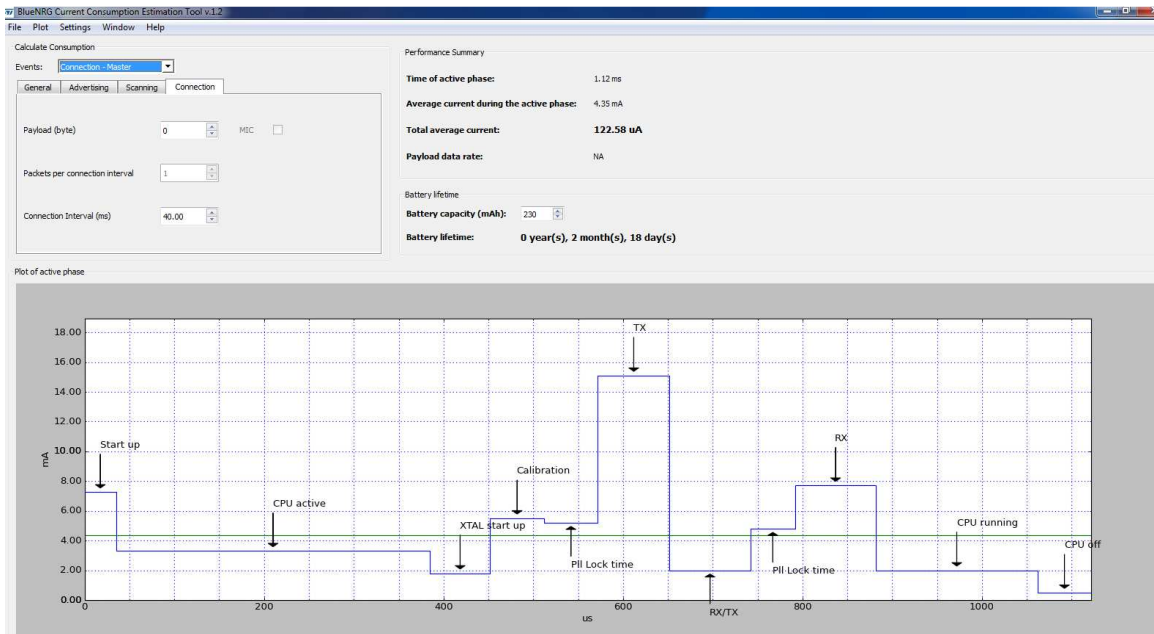 BlueNRG Current Consumption Estimation Tool v.1.2
File Plot Settings Window Help
Calculate Consumption
Events: Connection - Master
General Advertising Scanning Connection
Payload (byte) 0 MIC
Packets per connection interval 1
Connection Interval (ms) 40.00
Performance Summary
Time of active phase: 1.12 ms
Average current during the active phase: 4.35 mA
Total average current: 122.58 uA
Payload data rate: NA
Battery lifetime
Battery capacity (mAh): 230
Battery lifetime: 0 year(s), 2 month(s), 18 day(s)
Plot of active phase
18.00
16.00
14.00
12.00
10.00
8.00
6.00
4.00
2.00
0.00
mA
Start up
CPU active
XTAL start up
Calibration
Pll Lock time
TX
RX/TX
Pll Lock time
RX
CPU running
CPU off
0 200 400 600 800 1000
us